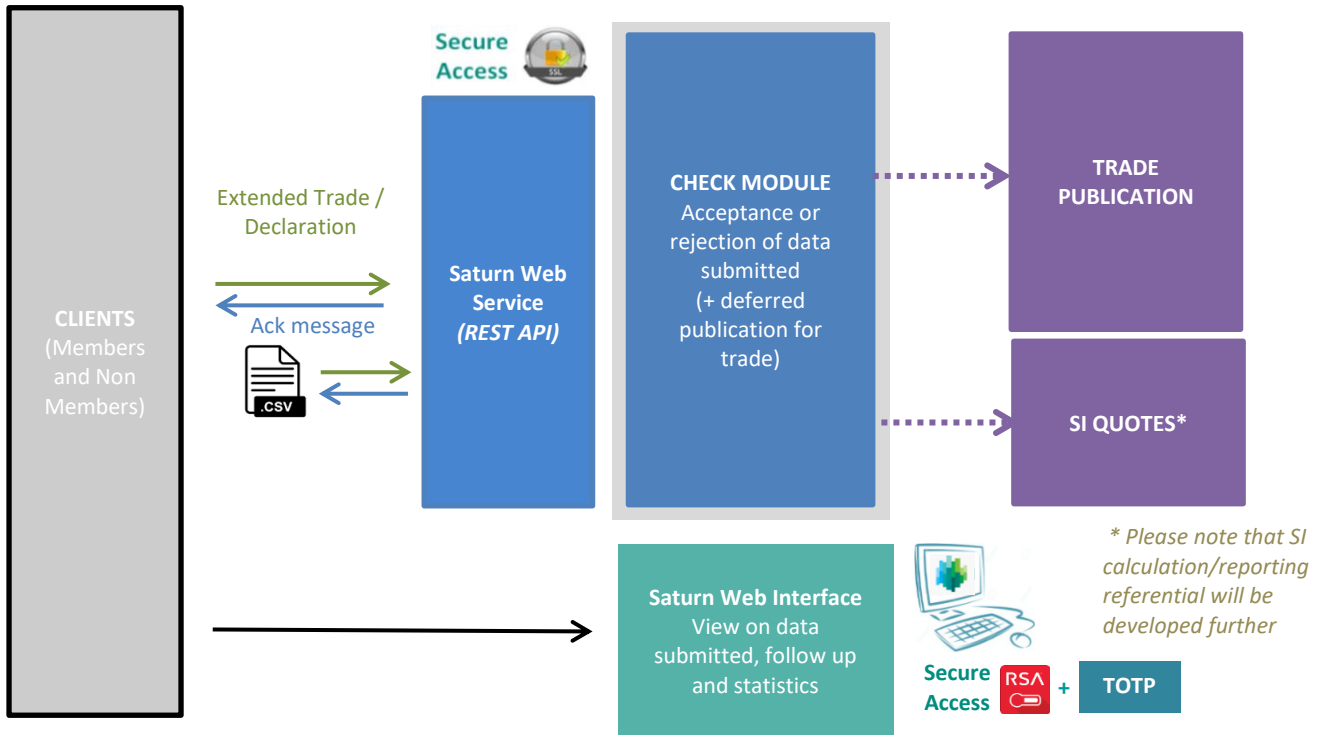 CLIENTS
(Members
and Non
Members)
Extended Trade /
Declaration
Ack message
.CSV
Secure
Access
SSL
Saturn Web
Service
(REST API)
CHECK MODULE
Acceptance or
rejection of data
submitted
(+ deferred
publication for
trade)
TRADE
PUBLICATION
SI QUOTES*
Saturn Web Interface
View on data
submitted, follow up
and statistics
* Please note that SI
calculation/reporting
referential will be
developed further
Secure
Access
RSA
+
TOTP